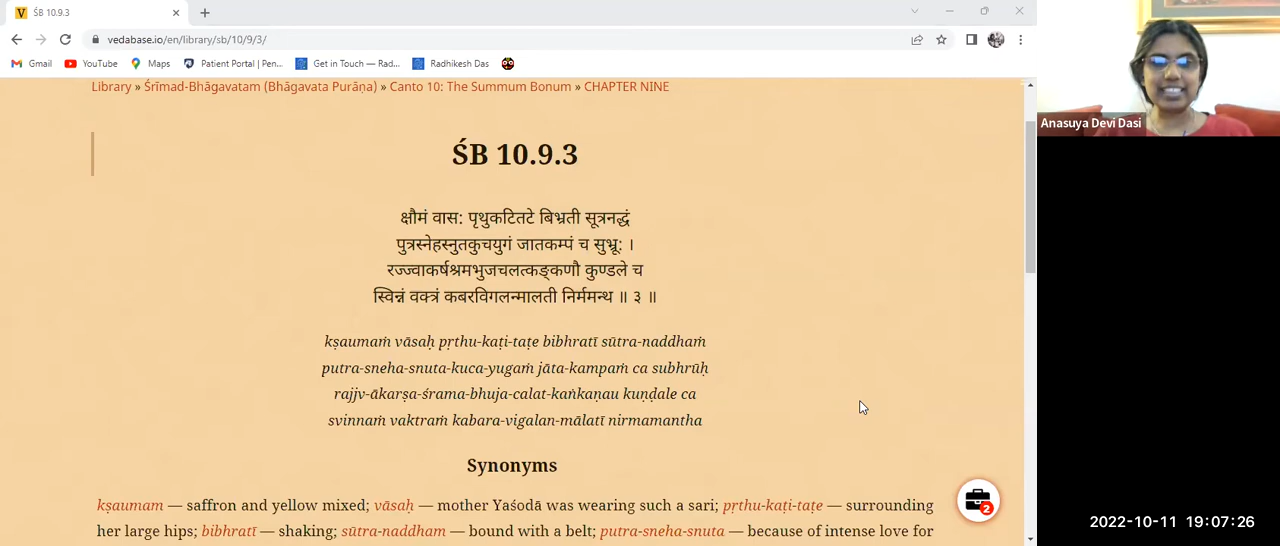 ŚB 10.9.3
vedabase.io/en/library/sb/10/9/3/
Gmail YouTube Maps Patient Portal | Pen... Get in Touch — Rad... Radhikesh Das
Library » Śrīmad-Bhāgavatam (Bhāgavata Purāṇa) » Canto 10: The Summum Bonum » CHAPTER NINE
Anasuya Devi Dasi
ŚB 10.9.3
क्षौमं वास: पृथुकटितटे बिभ्रती सूत्रनद्धं
पुत्रस्नेहस्नुतकुचयुगं जातकम्पं च सुभ्रू: ।
रज्ज्वाकर्षश्रमभुजचलत्कङ्कणौ कुण्डले च
स्विन्नं वक्त्रं कबरविगलन्मालती निर्ममन्थ ॥ ३ ॥
kṣaumaṁ vāsaḥ pṛthu-kaṭi-taṭe bibhratī sūtra-naddhaṁ
putra-sneha-snuta-kuca-yugaṁ jāta-kampaṁ ca subhrūḥ
rajjv-ākarṣa-śrama-bhuja-calat-kaṅkaṇau kuṇḍale ca
svinnaṁ vaktraṁ kabara-vigalan-mālatī nirmamantha
Synonyms
kṣaumam — saffron and yellow mixed; vāsaḥ — mother Yaśodā was wearing such a sari; pṛthu-kaṭi-taṭe — surrounding
her large hips; bibhratī — shaking; sūtra-naddham — bound with a belt; putra-sneha-snuta — because of intense love for
2
2022-10-11 19:07:26